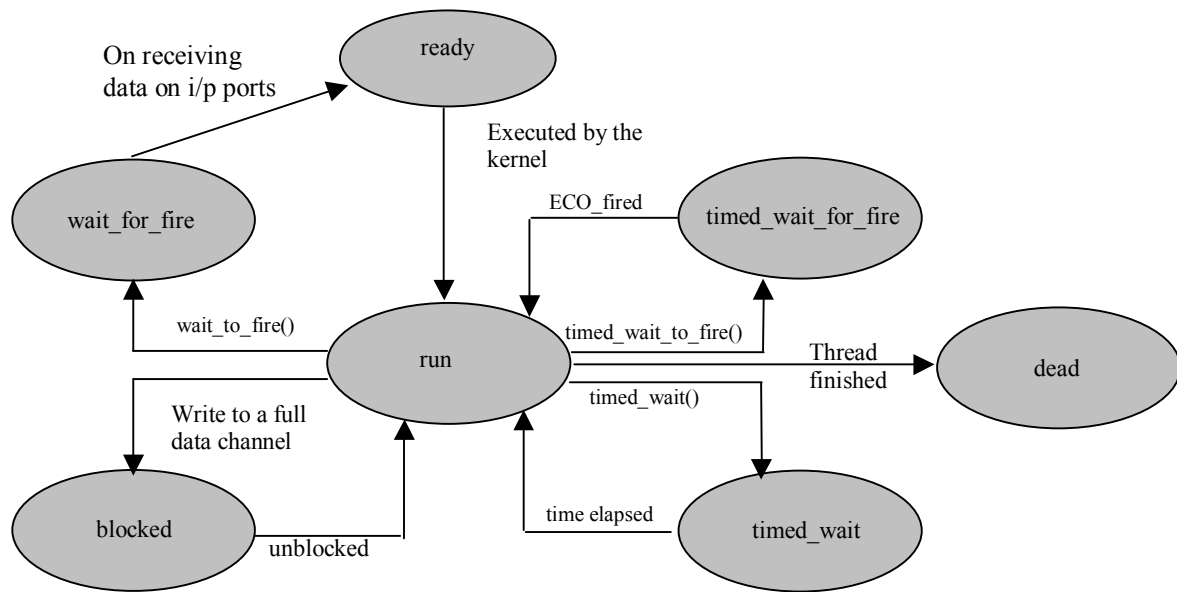 ready
On receiving
data on i/p ports
Executed by the
kernel
wait_for_fire
ECO_fired
timed_wait_for_fire
wait_to_fire()
timed_wait_to_fire()
run
Thread
finished
dead
timed_wait()
Write to a full
data channel
blocked
unblocked
time elapsed
timed_wait